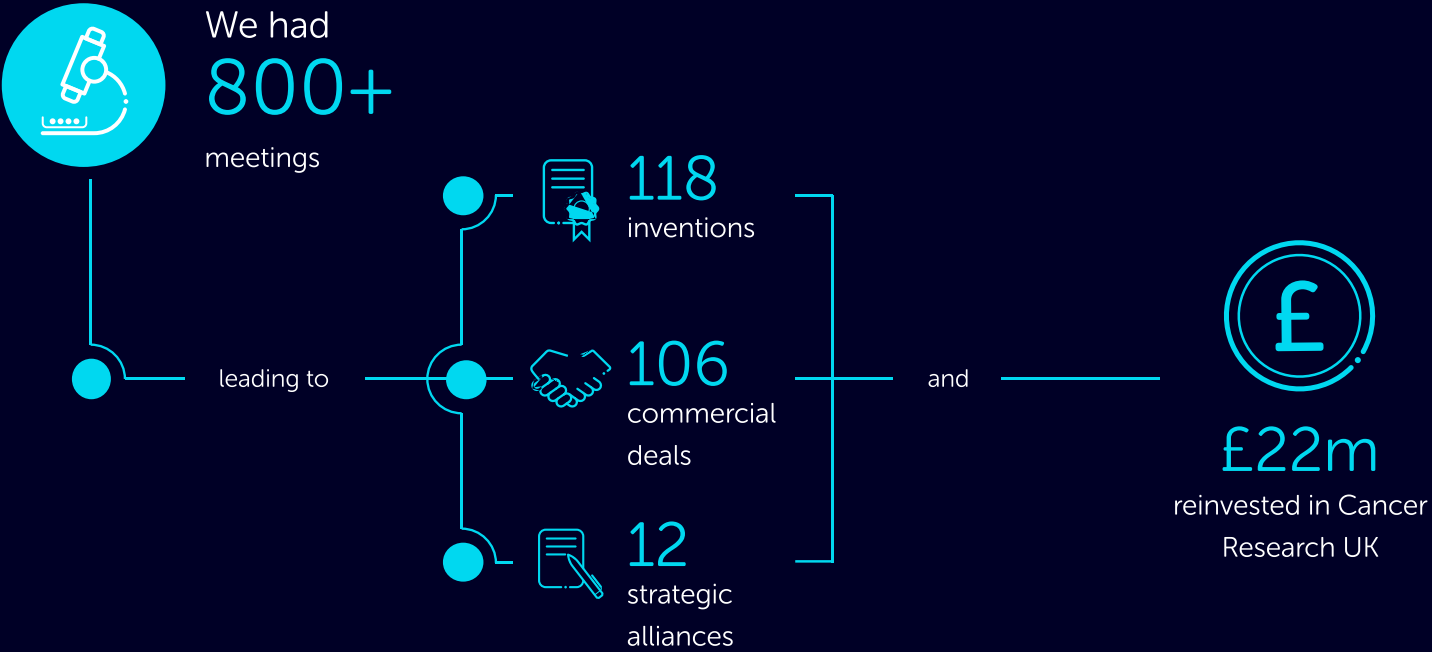 We had
800+
meetings
leading to
118
inventions
106
commercial
deals
12
strategic
alliances
and
£
£22m
reinvested in Cancer
Research UK